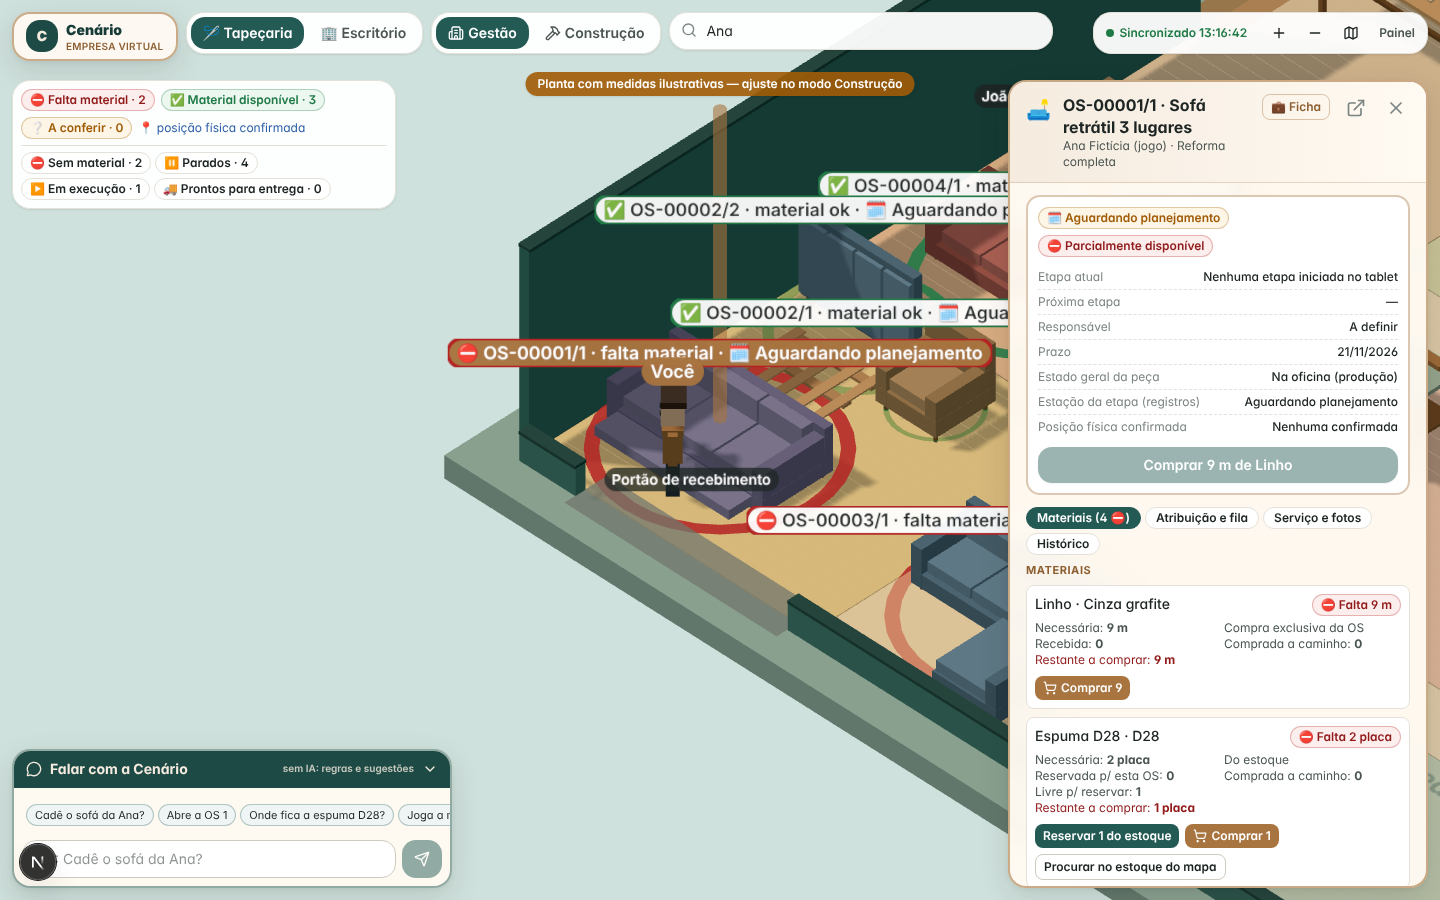 C Cenário
EMPRESA VIRTUAL
Tapeçaria
Escritório
Gestão
Construção
Ana
Sincronizado 13:16:42
Painel
Falta material · 2
Material disponível · 3
A conferir · 0
posição física confirmada
Sem material · 2
Parados · 4
Em execução · 1
Prontos para entrega · 0
Planta com medidas ilustrativas — ajuste no modo Construção
Joã
OS-00004/1 · mat
OS-00002/2 · material ok · Aguardando p
OS-00002/1 · material ok · Agua
OS-00001/1 · falta material · Aguardando planejamento
Você
Portão de recebimento
OS-00003/1 · falta materia
OS-00001/1 · Sofá
retrátil 3 lugares
Ana Fictícia (jogo) · Reforma
completa
Ficha
Aguardando planejamento
Parcialmente disponível
Etapa atual Nenhuma etapa iniciada no tablet
Próxima etapa —
Responsável A definir
Prazo 21/11/2026
Estado geral da peça Na oficina (produção)
Estação da etapa (registros) Aguardando planejamento
Posição física confirmada Nenhuma confirmada
Comprar 9 m de Linho
Materiais (4 ⛔)
Atribuição e fila
Serviço e fotos
Histórico
MATERIAIS
Linho · Cinza grafite
Falta 9 m
Necessária: 9 m Compra exclusiva da OS
Recebida: 0 Comprada a caminho: 0
Restante a comprar: 9 m
Comprar 9
Espuma D28 · D28
Falta 2 placa
Necessária: 2 placa Do estoque
Reservada p/ esta OS: 0 Comprada a caminho: 0
Livre p/ reservar: 1
Restante a comprar: 1 placa
Reservar 1 do estoque
Comprar 1
Procurar no estoque do mapa
Falar com a Cenário
sem IA: regras e sugestões
Cadê o sofá da Ana?
Abre a OS 1
Onde fica a espuma D28?
Joga a
N
Cadê o sofá da Ana?